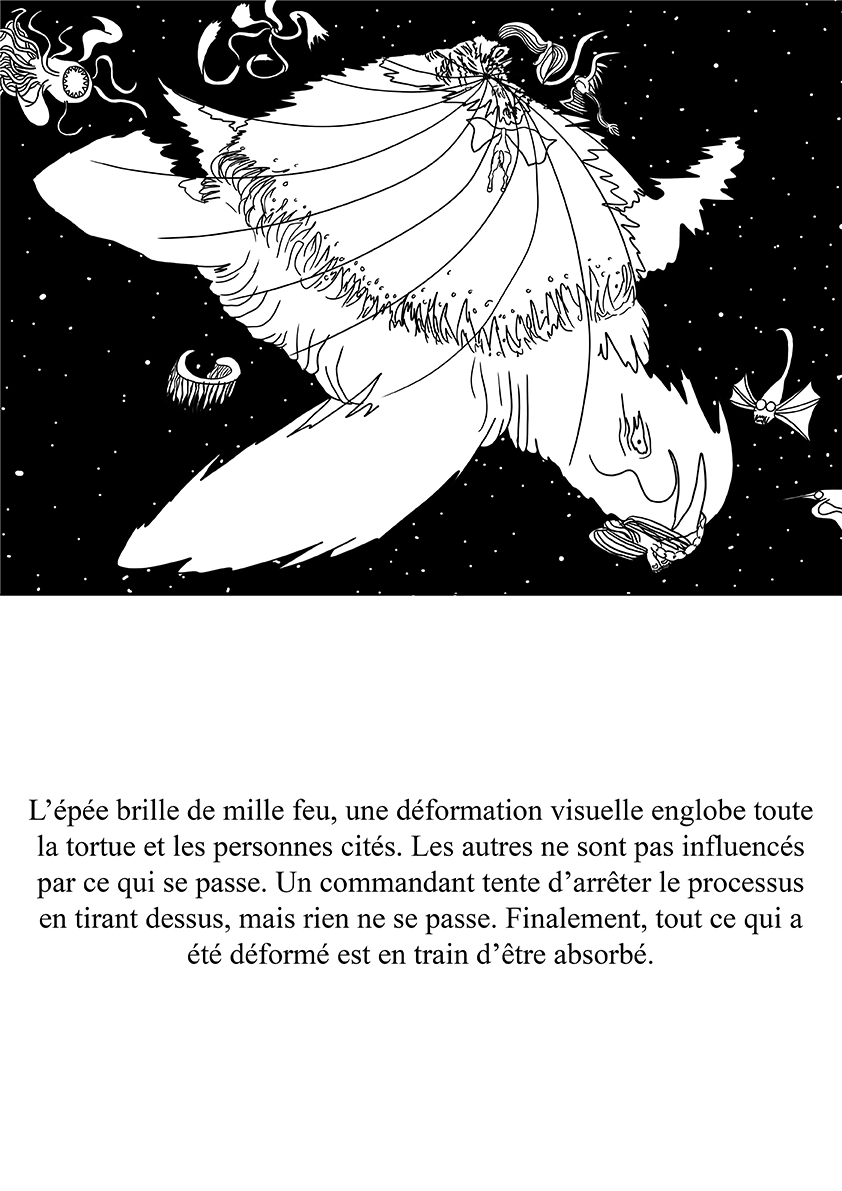 L’épée brille de mille feu, une déformation visuelle englobe toute
la tortue et les personnes cités. Les autres ne sont pas influencés
par ce qui se passe. Un commandant tente d’arrêter le processus
en tirant dessus, mais rien ne se passe. Finalement, tout ce qui a
été déformé est en train d’être absorbé.